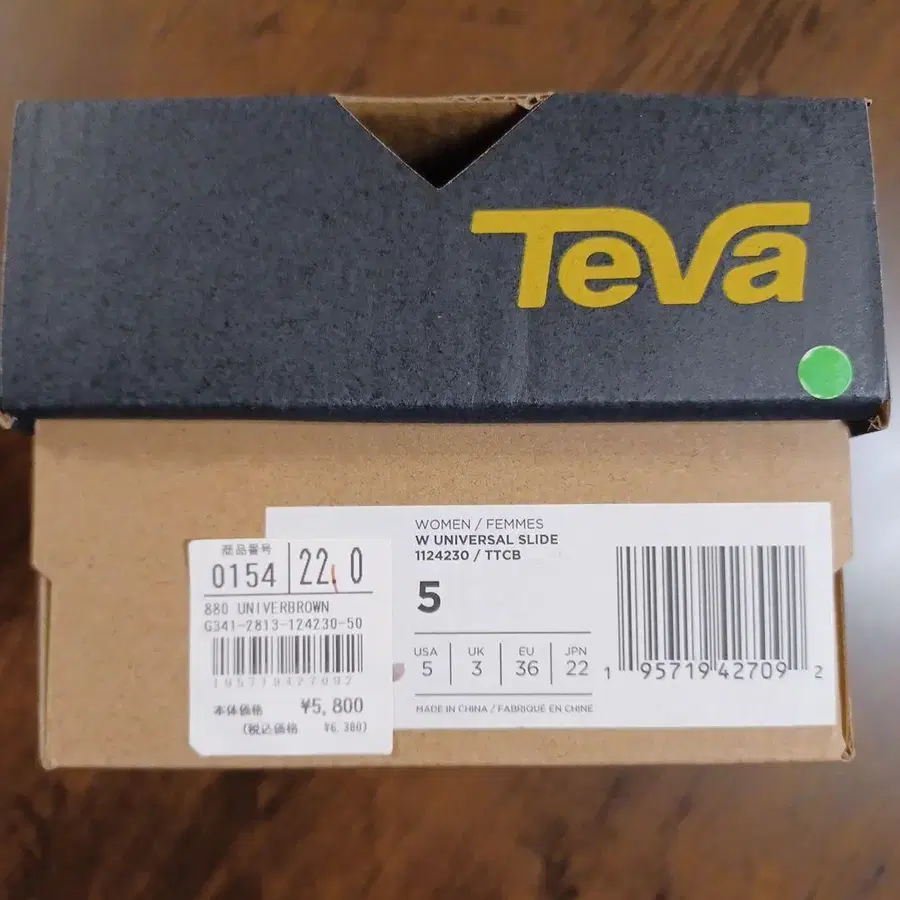 Teva
WOMEN / FEMMES
W UNIVERSAL SLIDE
1124230 / TTCB
5
USA UK EU JPN
5 3 36 22
MADE IN CHINA / FABRIQUÉ EN CHINE
1 95719 42709 2
商品番号
0154 22.0
880 UNIVERBROWN
G341-2813-124230-50
195719427092
本体価格 ¥5,800
(税込価格 ¥6,380)